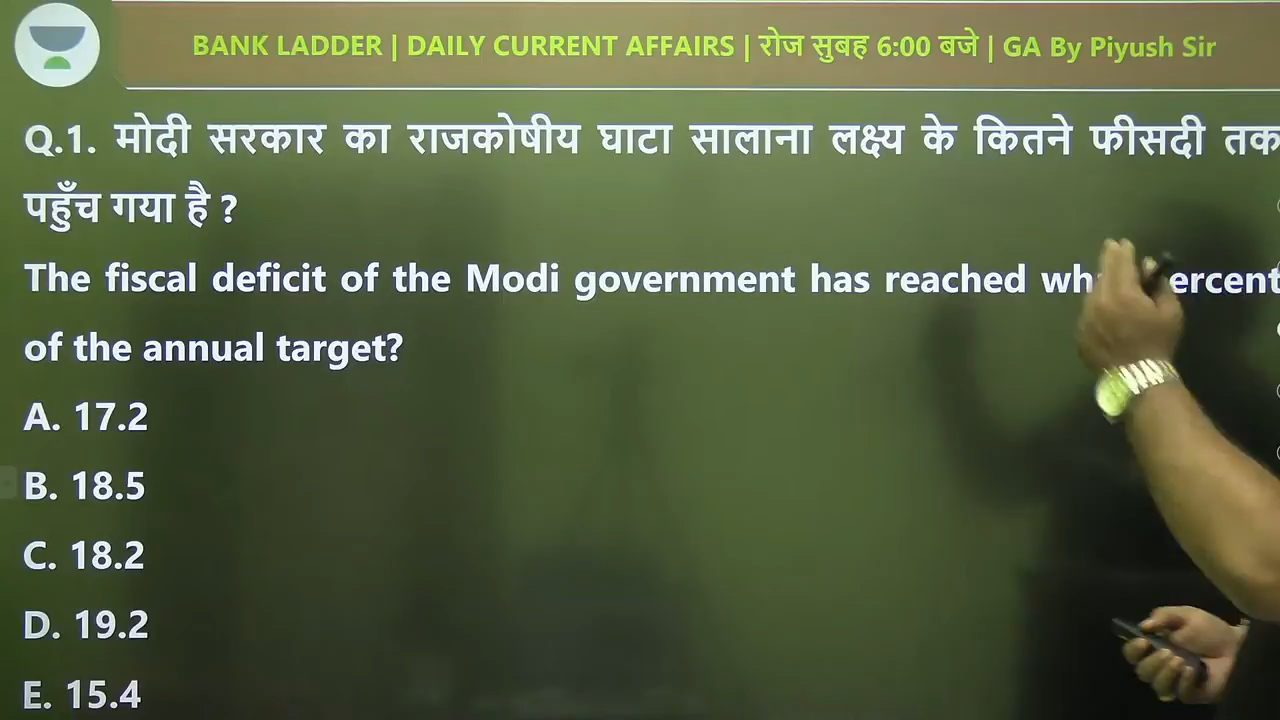 BANK LADDER | DAILY CURRENT AFFAIRS | रोज सुबह 6:00 बजे | GA By Piyush Sir
Q.1. मोदी सरकार का राजकोषीय घाटा सालाना लक्ष्य के कितने फीसदी तक
पहुँच गया है ?
The fiscal deficit of the Modi government has reached
of the annual target?
A. 17.2
B. 18.5
C. 18.2
D. 19.2
E. 15.4